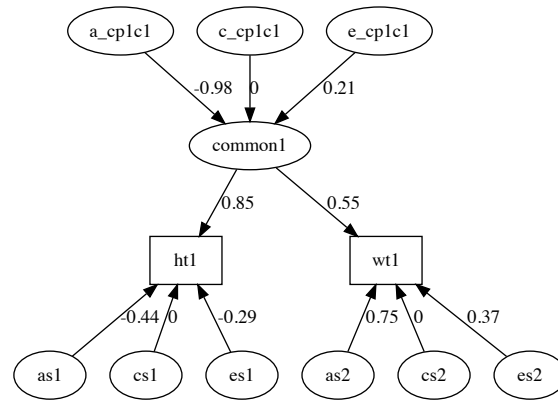 a_cp1c1 c_cp1c1 e_cp1c1
-0.98 0 0.21
common1
0.85 0.55
ht1 wt1
-0.44 0 -0.29 0.75 0 0.37
as1 cs1 es1 as2 cs2 es2